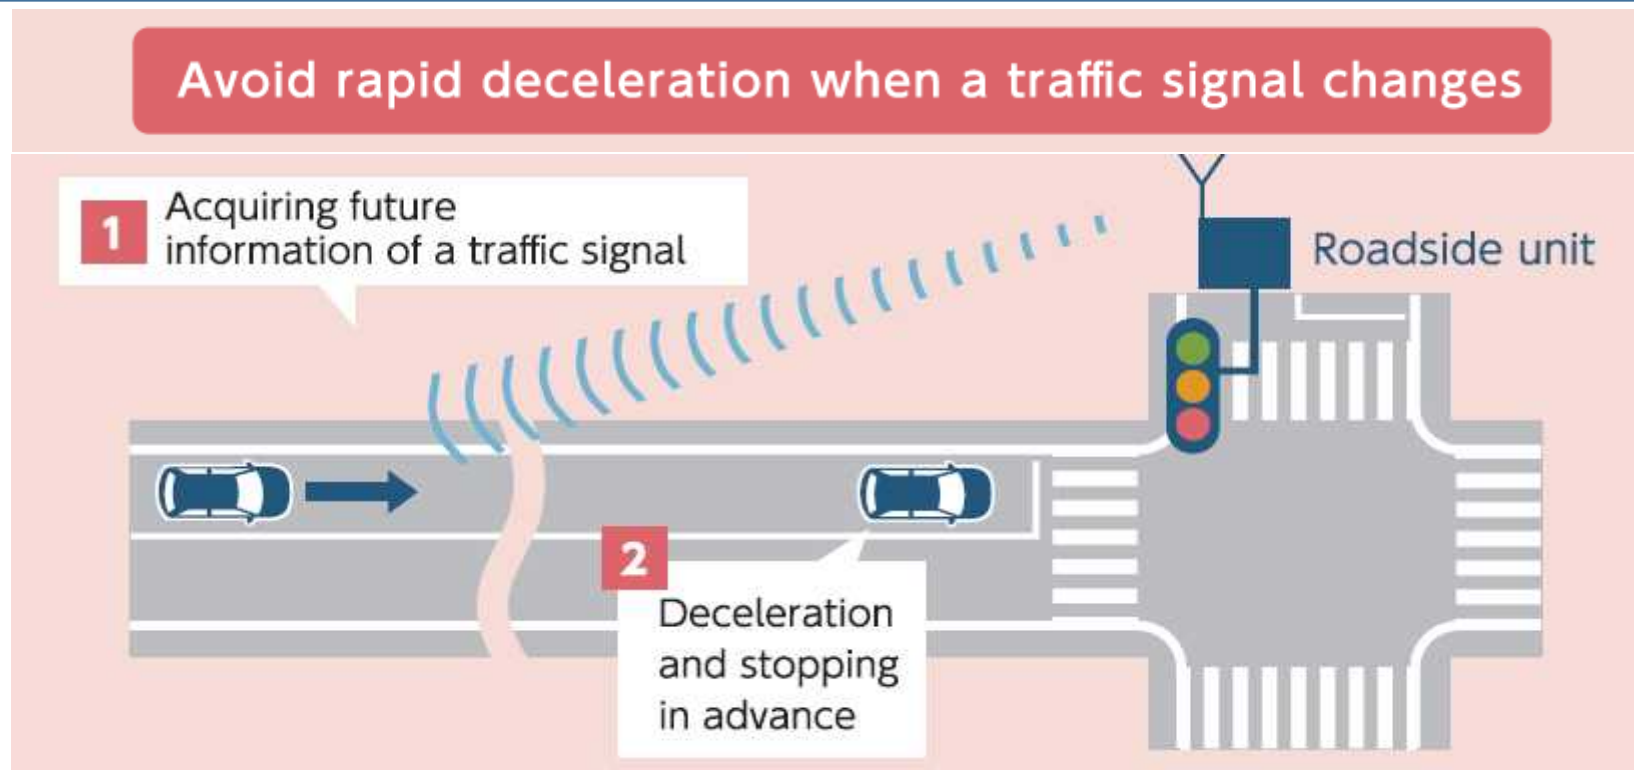 Avoid rapid deceleration when a traffic signal changes
1
Acquiring future
information of a traffic signal
Roadside unit
2
Deceleration
and stopping
in advance